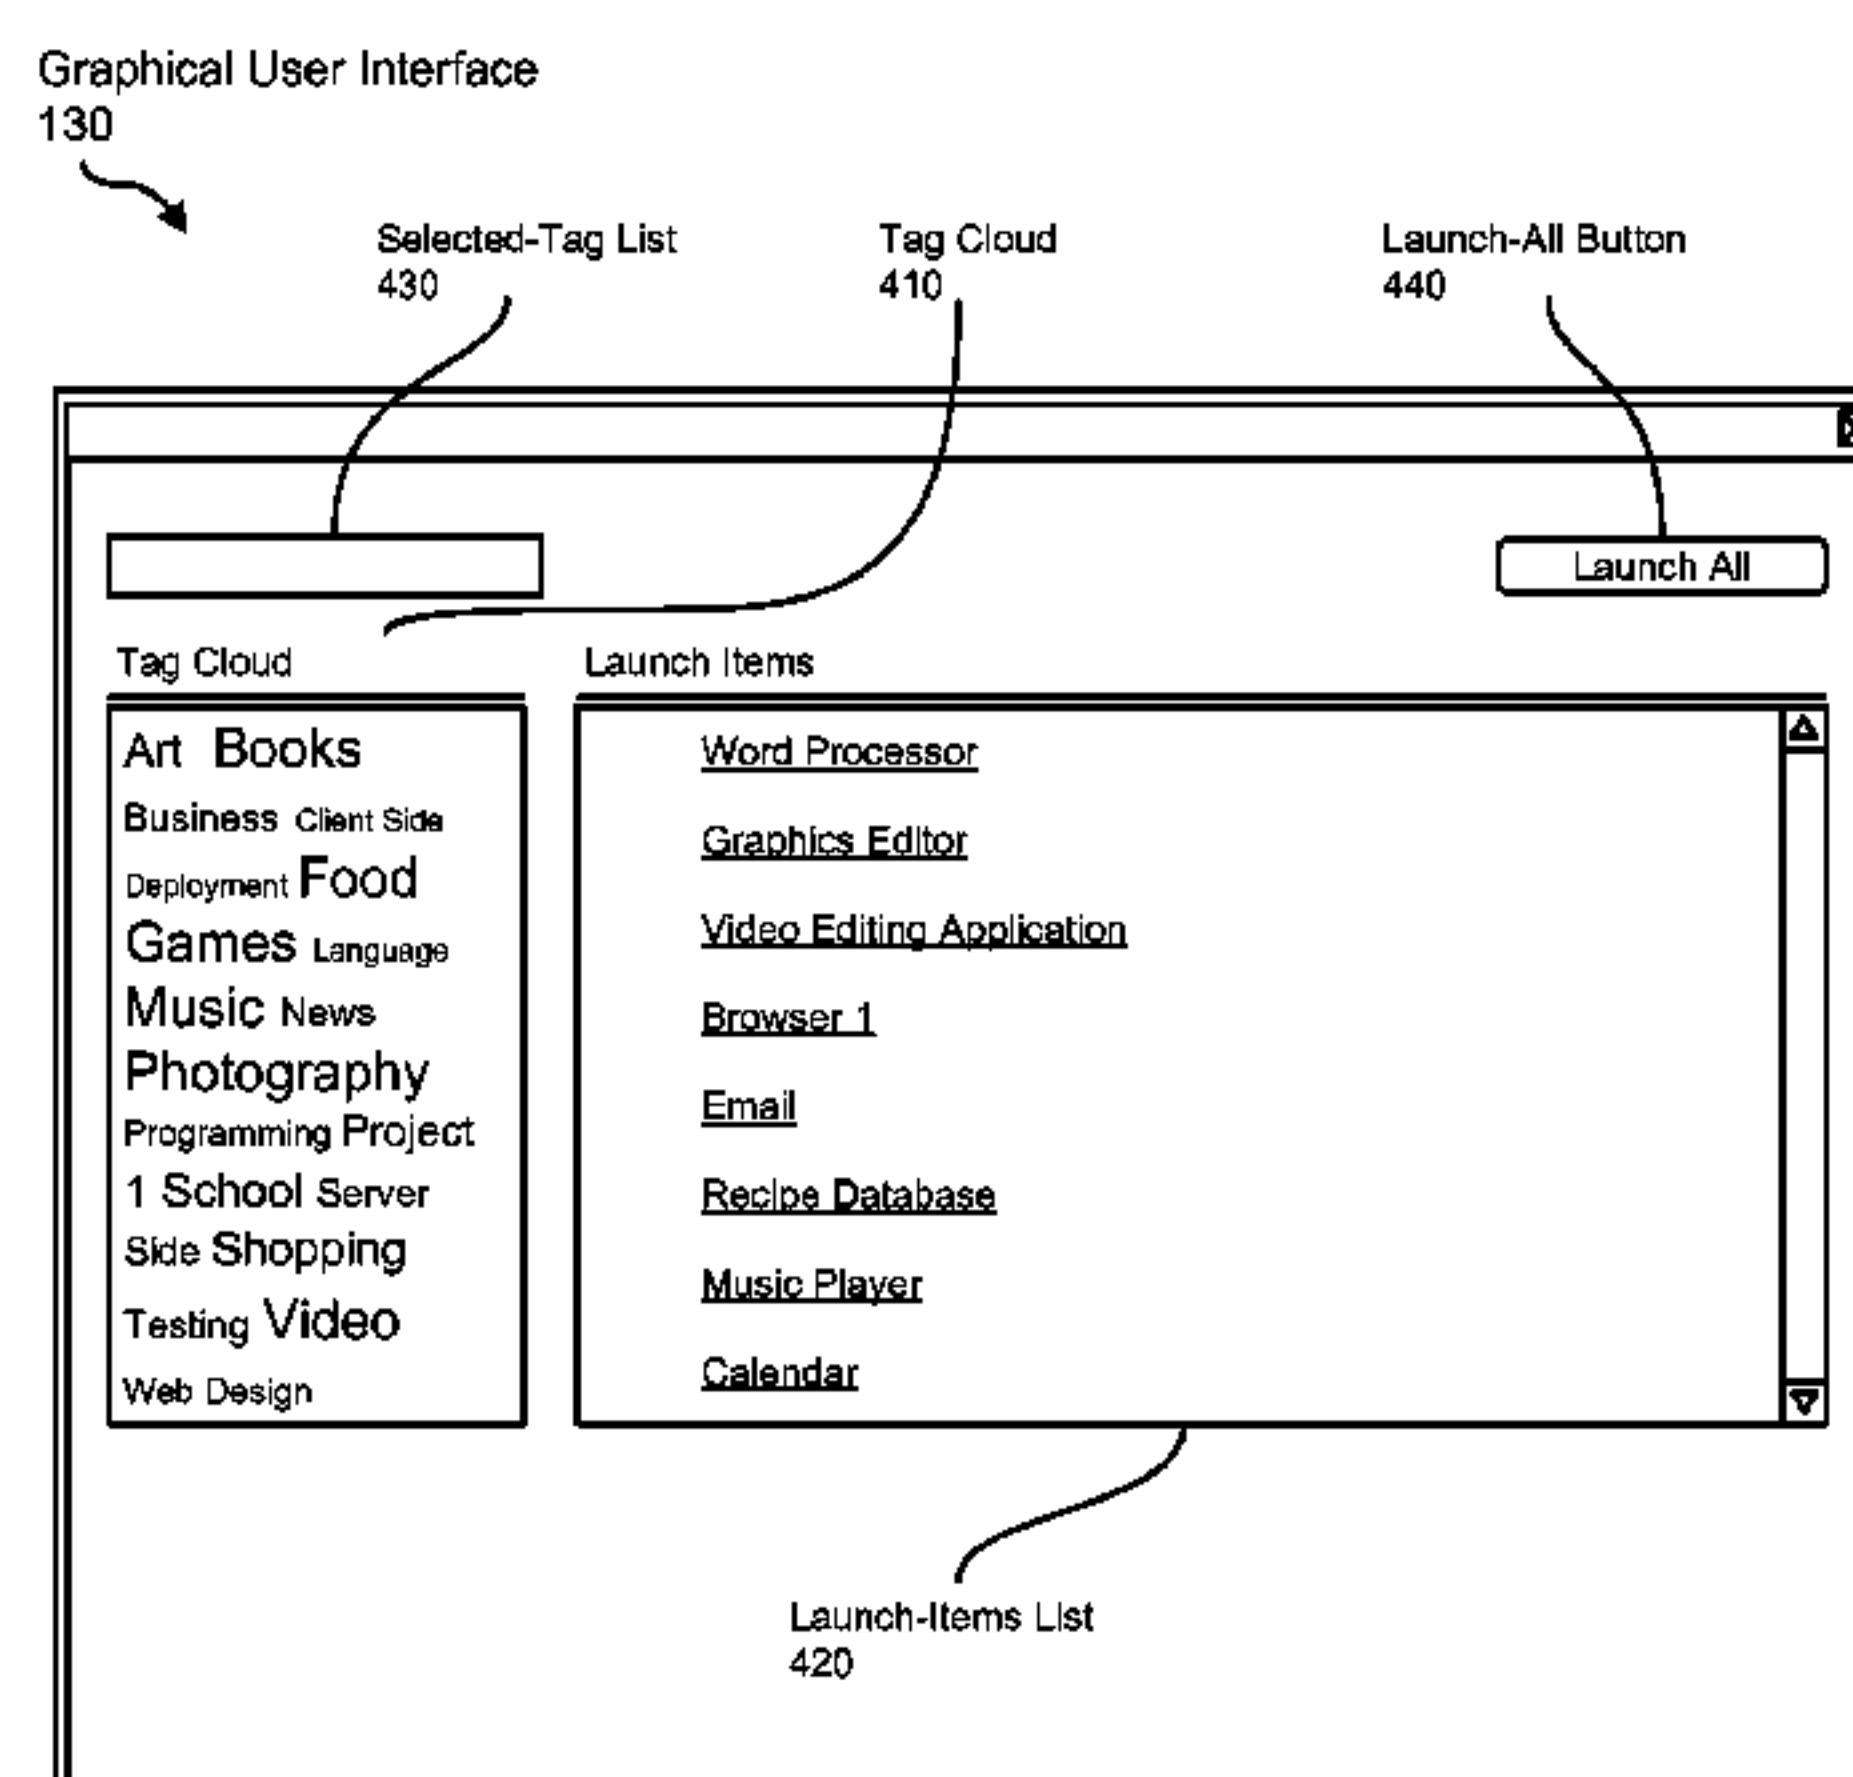 Graphical User Interface
130
Selected-Tag List
430
Tag Cloud
410
Launch-All Button
440
Launch All
Tag Cloud
Art Books
Business Client Side
Deployment Food
Games Language
Music News
Photography
Programming Project
1 School Server
Side Shopping
Testing Video
Web Design
Launch Items
Word Processor
Graphics Editor
Video Editing Application
Browser 1
Email
Recipe Database
Music Player
Calendar
Launch-Items List
420